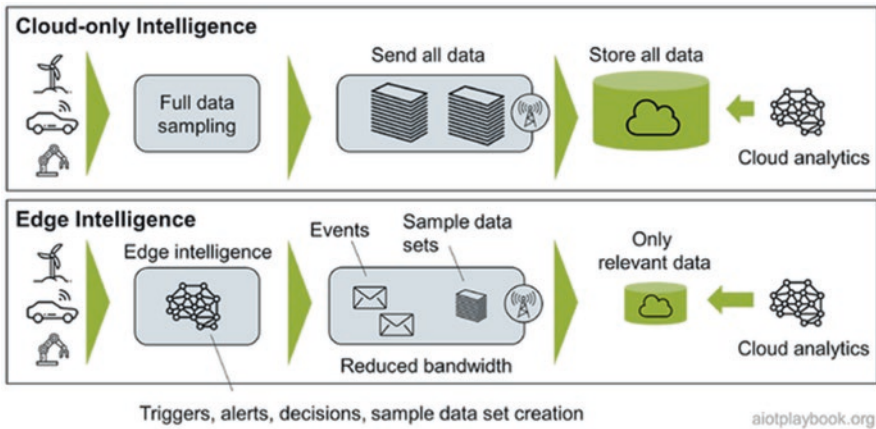 Cloud-only Intelligence
Full data
sampling
Send all data
Store all data
Cloud analytics
Edge Intelligence
Edge intelligence
Events
Sample data
sets
Reduced bandwidth
Only
relevant data
Cloud analytics
Triggers, alerts, decisions, sample data set creation
aiotplaybook.org